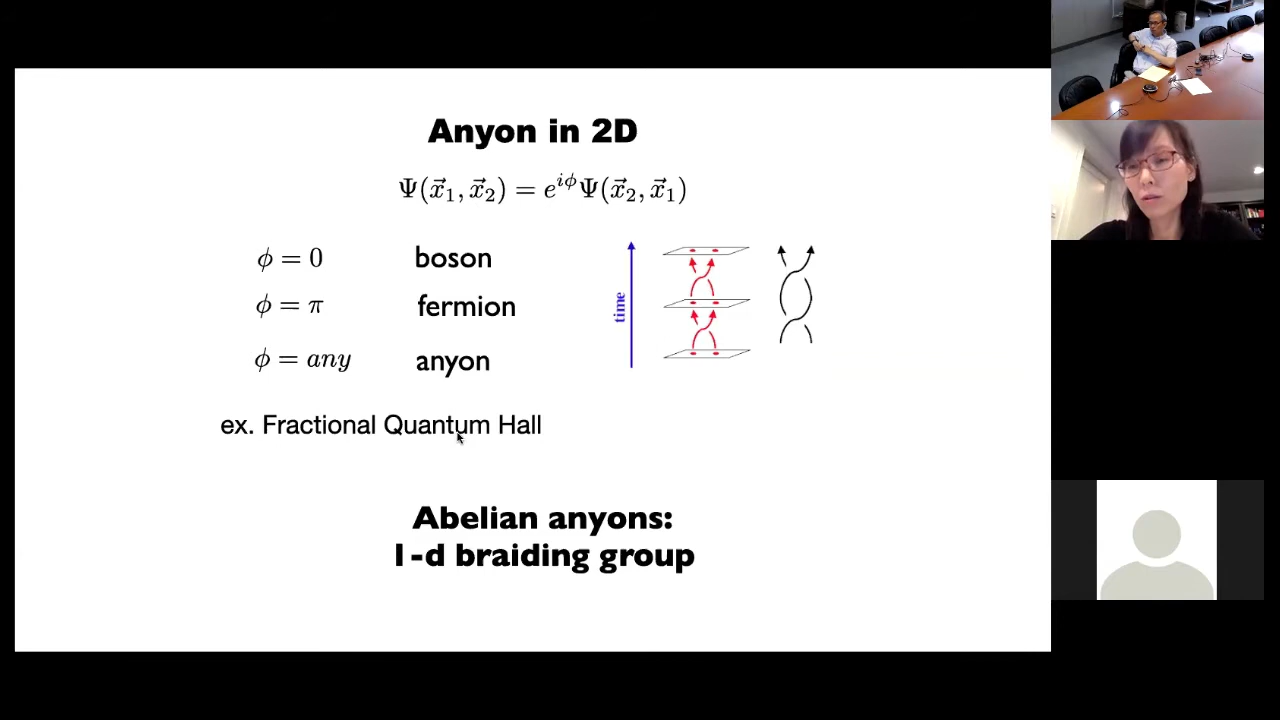 Anyon in 2D
Ψ(x⃗₁, x⃗₂) = e^{iϕ}Ψ(x⃗₂, x⃗₁)
ϕ = 0 boson
ϕ = π fermion
ϕ = any anyon
time
ex. Fractional Quantum Hall
Abelian anyons:
1-d braiding group